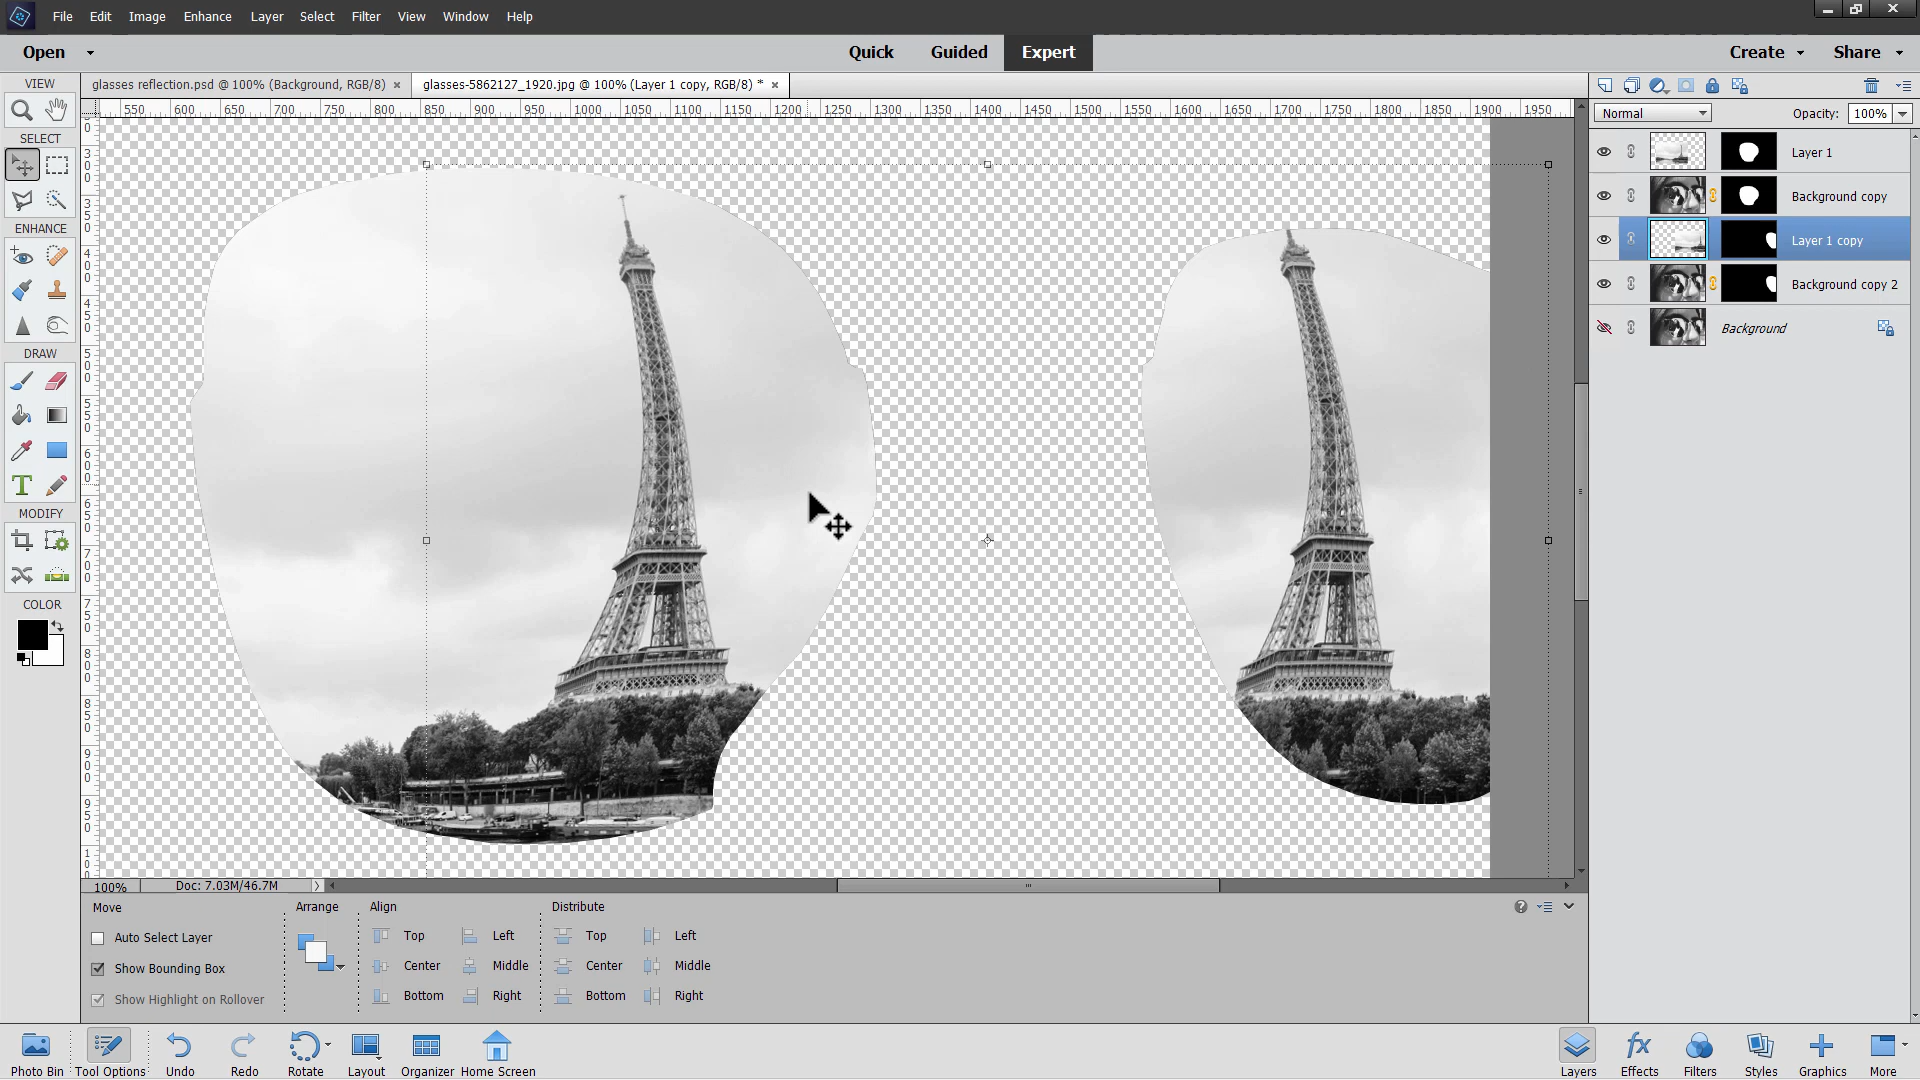 File Edit Image Enhance Layer Select Filter View Window Help
Open Quick Guided Expert Create Share
VIEW
glasses reflection.psd @ 100% (Background, RGB/8) × glasses-5862127_1920.jpg @ 100% (Layer 1 copy, RGB/8) * ×
550 600 650 700 750 800 850 900 950 1000 1050 1100 1150 1200 1250 1300 1350 1400 1450 1500 1550 1600 1650 1700 1750 1800 1850 1900 1950
Normal Opacity: 100%
SELECT
Layer 1
Background copy
ENHANCE
Layer 1 copy
Background copy 2
Background
DRAW
T
MODIFY
COLOR
100% Doc: 7.03M/46.7M
Move Arrange Align Distribute
Auto Select Layer Top Left Top Left
Show Bounding Box Center Middle Center Middle
Show Highlight on Rollover Bottom Right Bottom Right
fx
Photo Bin Tool Options Undo Redo Rotate Layout Organizer Home Screen Layers Effects Filters Styles Graphics More